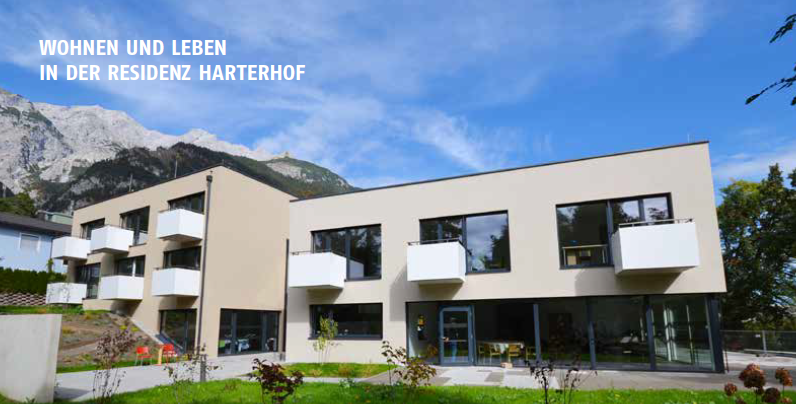 WOHNEN UND LEBEN
IN DER RESIDENZ HARTERHOF